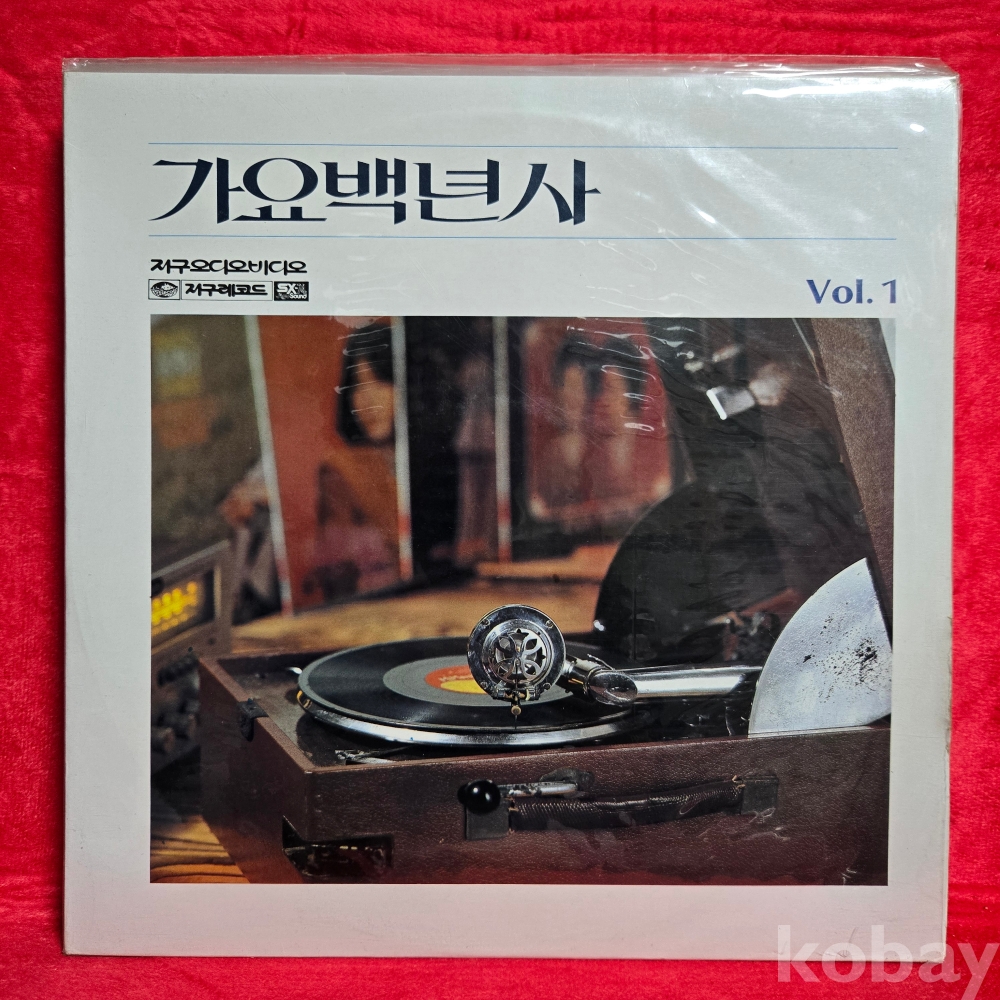 가요백년사
지구오디오비디오
지구레코드 SX-Sound
Vol. 1
kobay